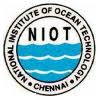 NATIONAL INSTITUTE OF OCEAN TECHNOLOGY
NIOT
CHENNAI